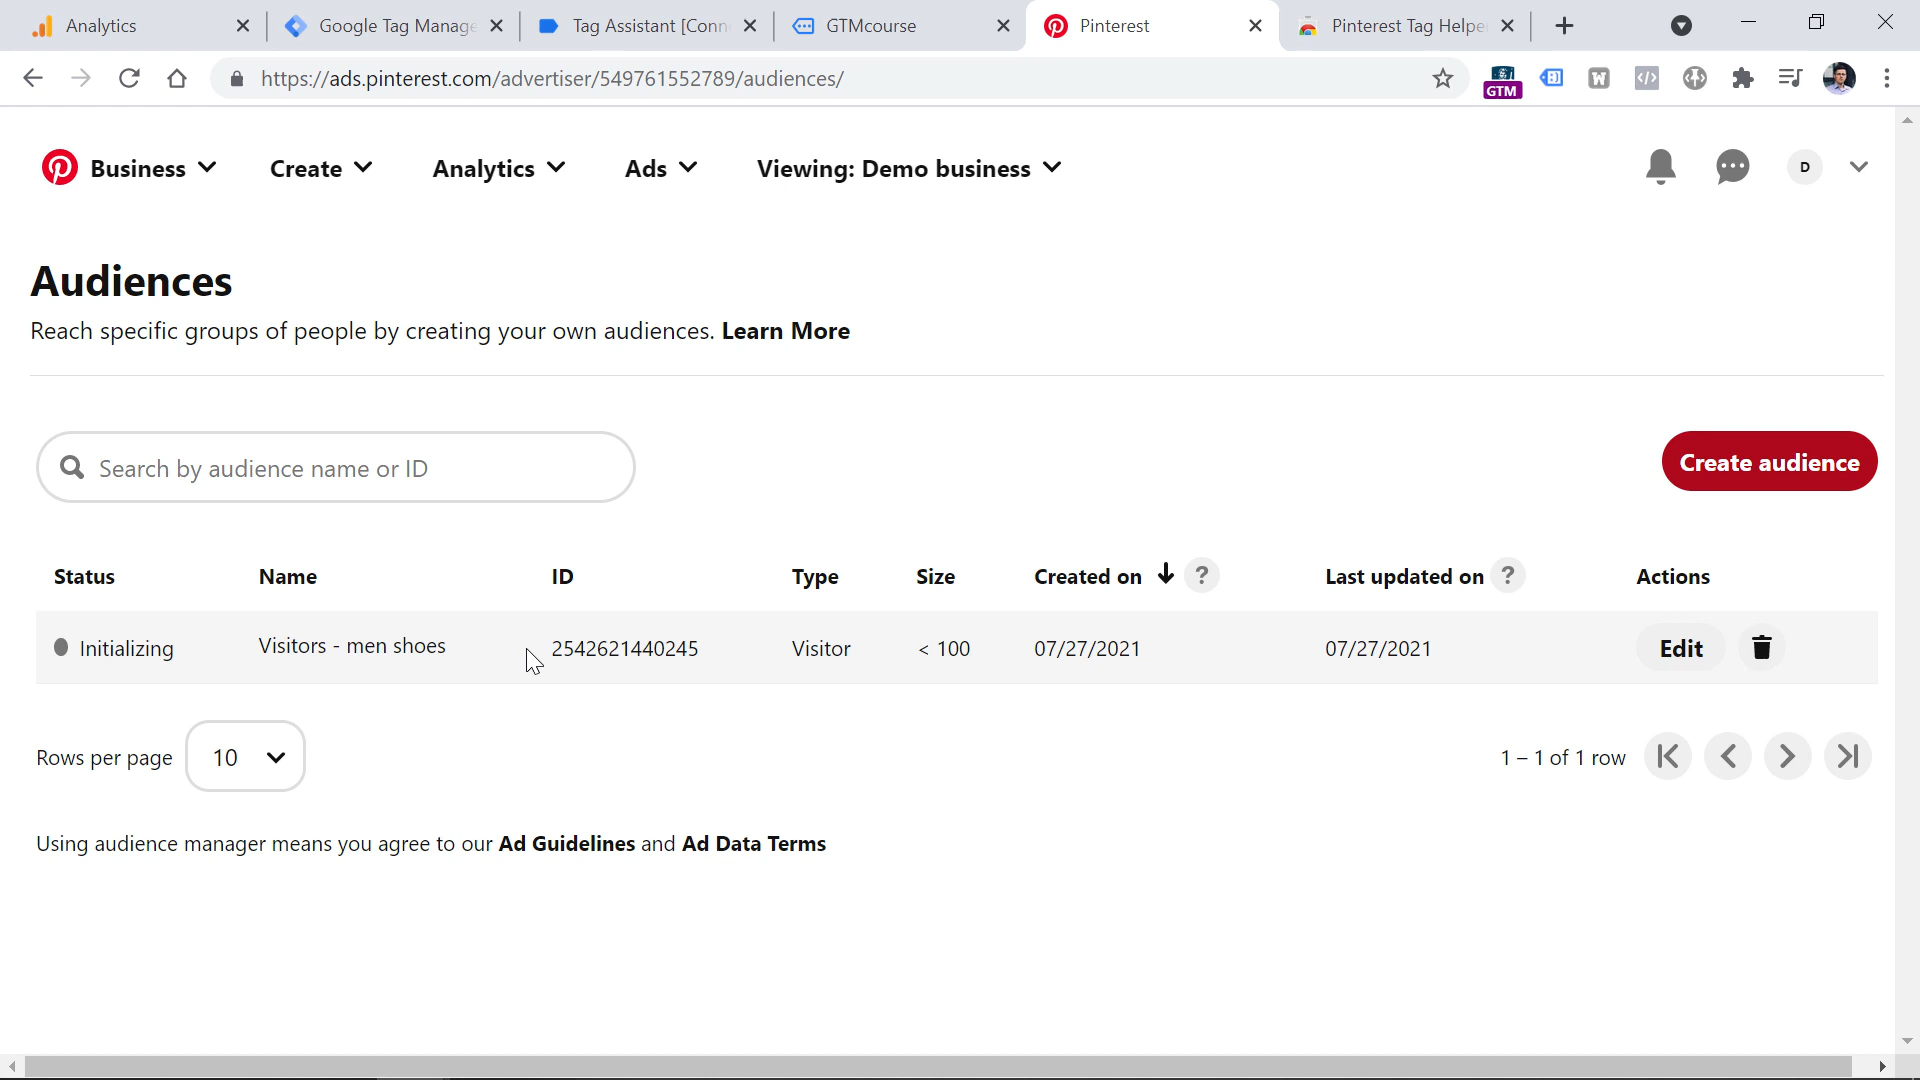 Analytics
Google Tag Manage
Tag Assistant [Conn
GTMcourse
Pinterest
Pinterest Tag Helpe
https://ads.pinterest.com/advertiser/549761552789/audiences/
GTM
Business
Create
Analytics
Ads
Viewing: Demo business
D
Audiences
Reach specific groups of people by creating your own audiences. Learn More
Search by audience name or ID
Create audience
Status Name ID Type Size Created on ? Last updated on ? Actions
Initializing Visitors - men shoes 2542621440245 Visitor < 100 07/27/2021 07/27/2021 Edit
Rows per page 10
1 – 1 of 1 row
Using audience manager means you agree to our Ad Guidelines and Ad Data Terms